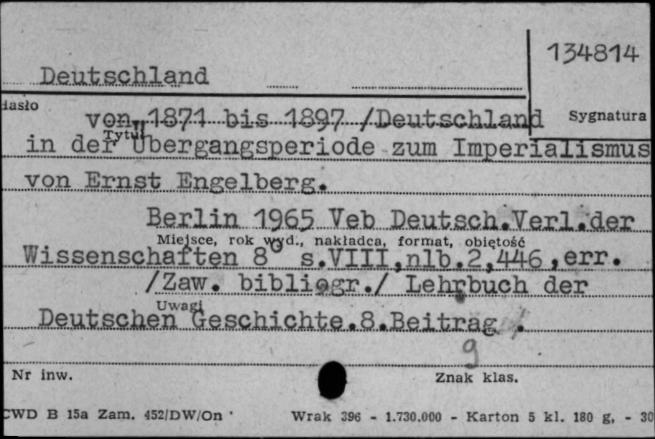 134814
Deutschland
Hasło
von 1871 bis 1897 /Deutschland
Sygnatura
Tytuł
in der Übergangsperiode zum Imperialismus
von Ernst Engelberg.
Berlin 1965 Veb Deutsch.Verl.der
Miejsce, rok wyd., nakładca, format, objętość
Wissenschaften 8° s.VIII,nlb.2,446,err.
/Zaw. bibliogr./ Lehrbuch der
Uwagi
Deutschen Geschichte.8.Beitrag .
9
Nr inw.
Znak klas.
CWD B 15a Zam. 452/DW/On
Wrak 396 - 1.730.000 - Karton 5 kl. 180 g, - 30